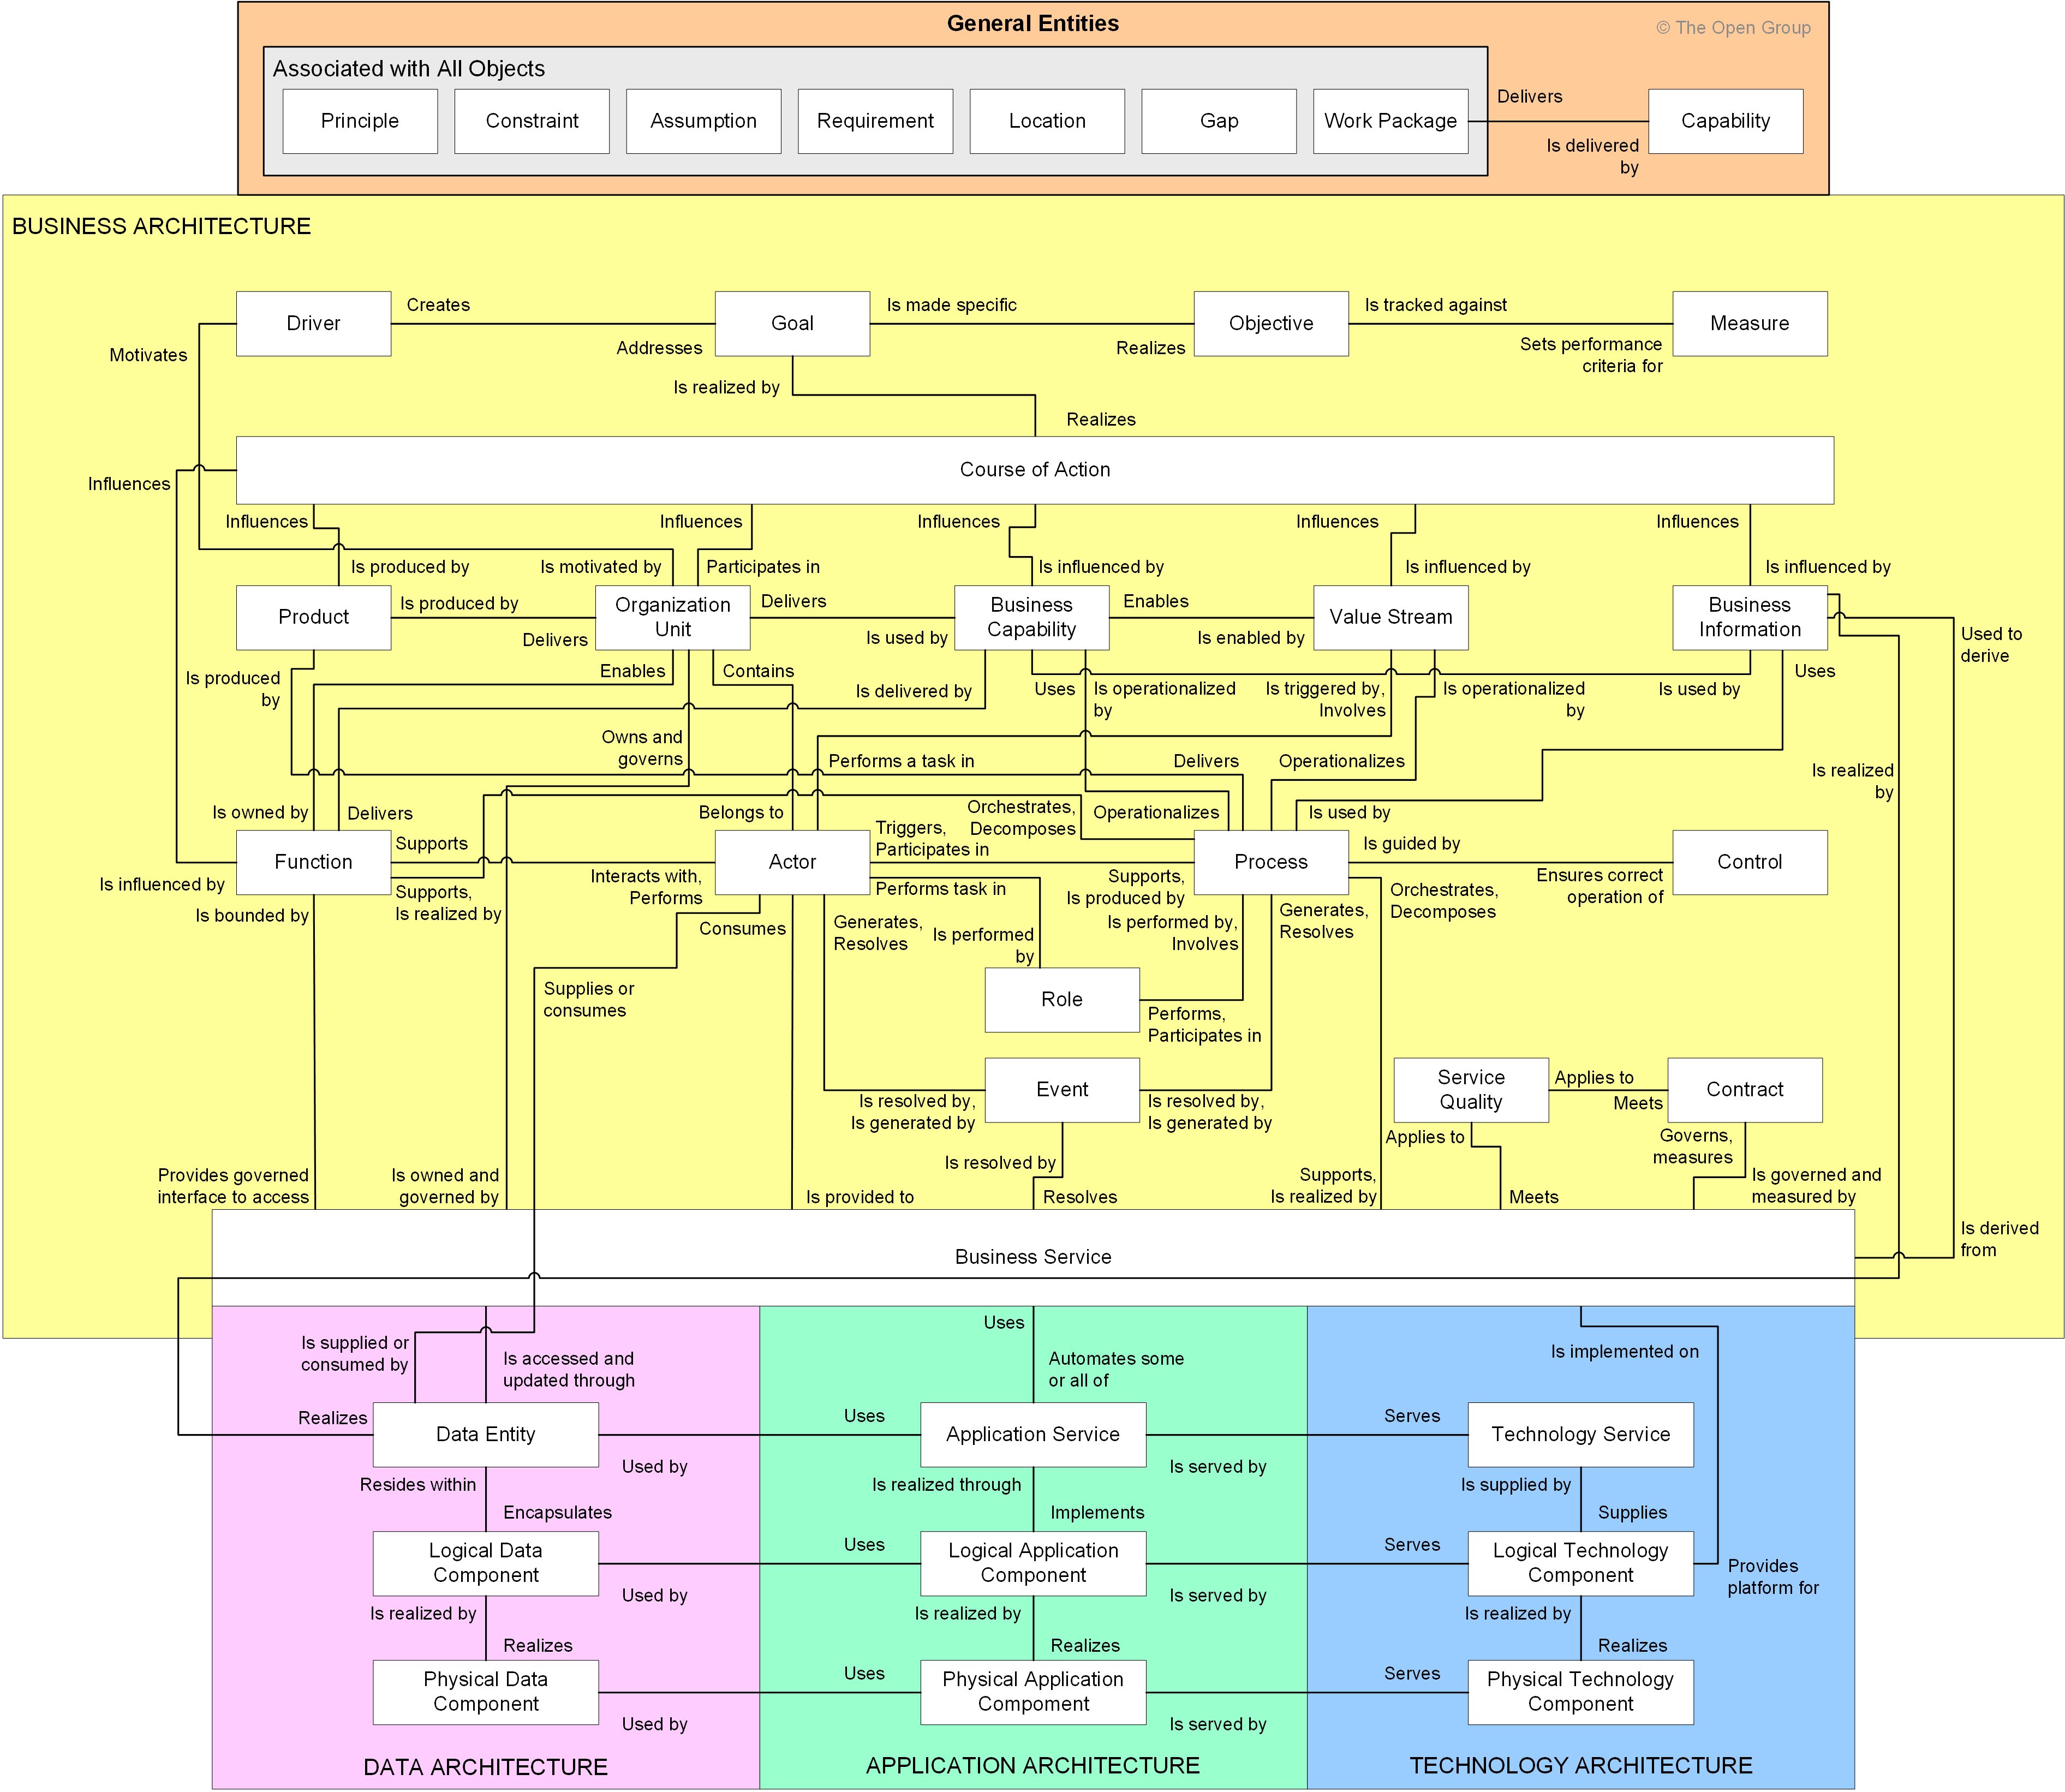 General Entities
© The Open Group
Associated with All Objects
Principle
Constraint
Assumption
Requirement
Location
Gap
Work Package
Delivers
Is delivered
by
Capability
BUSINESS ARCHITECTURE
Driver
Creates
Addresses
Goal
Is made specific
Realizes
Objective
Is tracked against
Sets performance
criteria for
Measure
Motivates
Is realized by
Realizes
Course of Action
Influences
Influences
Influences
Influences
Influences
Influences
Is produced by
Is motivated by
Participates in
Is influenced by
Is influenced by
Is influenced by
Product
Is produced by
Delivers
Organization
Unit
Delivers
Is used by
Business
Capability
Enables
Is enabled by
Value Stream
Business
Information
Used to
derive
Is produced
by
Enables
Contains
Is delivered by
Uses
Is operationalized
by
Is triggered by,
Involves
Is operationalized
by
Is used by
Uses
Owns and
governs
Performs a task in
Delivers
Operationalizes
Is realized
by
Is owned by
Delivers
Belongs to
Orchestrates,
Decomposes
Operationalizes
Is used by
Function
Supports
Supports,
Is realized by
Interacts with,
Performs
Actor
Triggers,
Participates in
Performs task in
Supports,
Is produced by
Process
Is guided by
Ensures correct
operation of
Control
Is influenced by
Is bounded by
Consumes
Generates,
Resolves
Is performed
by
Is performed by,
Involves
Generates,
Resolves
Orchestrates,
Decomposes
Supplies or
consumes
Role
Performs,
Participates in
Event
Is resolved by,
Is generated by
Is resolved by,
Is generated by
Service
Quality
Applies to
Meets
Contract
Is resolved by
Resolves
Applies to
Meets
Governs,
measures
Is governed and
measured by
Provides governed
interface to access
Is owned and
governed by
Is provided to
Supports,
Is realized by
Is derived
from
Business Service
Is supplied or
consumed by
Is accessed and
updated through
Uses
Automates some
or all of
Is implemented on
Realizes
Data Entity
Uses
Used by
Application Service
Serves
Is served by
Technology Service
Resides within
Encapsulates
Is realized through
Implements
Is supplied by
Supplies
Logical Data
Component
Uses
Used by
Logical Application
Component
Serves
Is served by
Logical Technology
Component
Provides
platform for
Is realized by
Realizes
Is realized by
Realizes
Is realized by
Realizes
Physical Data
Component
Uses
Used by
Physical Application
Compoment
Serves
Is served by
Physical Technology
Component
DATA ARCHITECTURE
APPLICATION ARCHITECTURE
TECHNOLOGY ARCHITECTURE